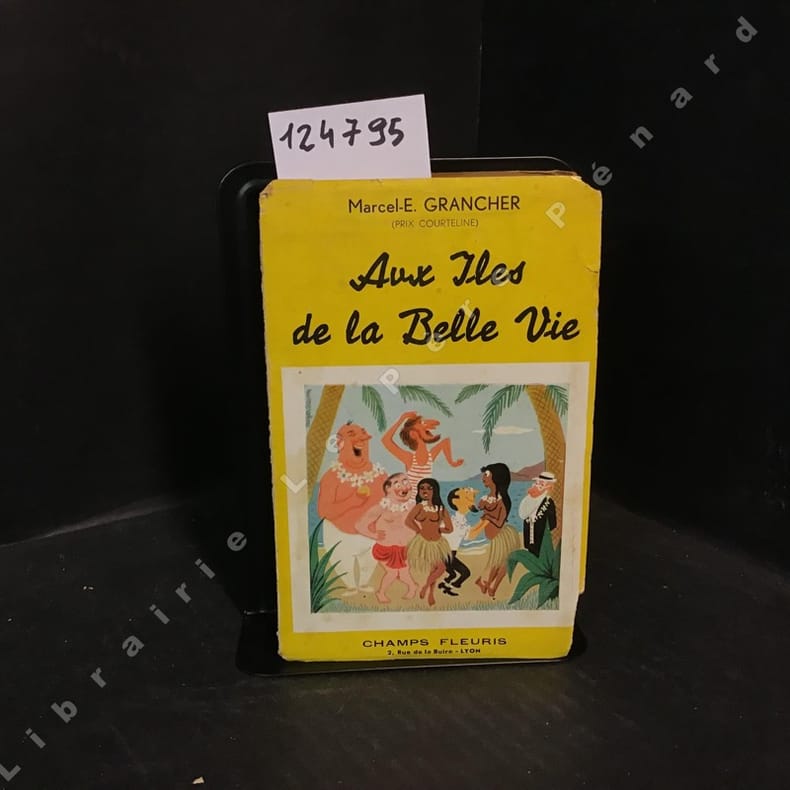 124795
Marcel-E. GRANCHER
(PRIX COURTELINE)
Aux Iles
de la Belle Vie
CHAMPS FLEURIS
2, Rue de la Buire - LYON
Librairie Le Père Pénard